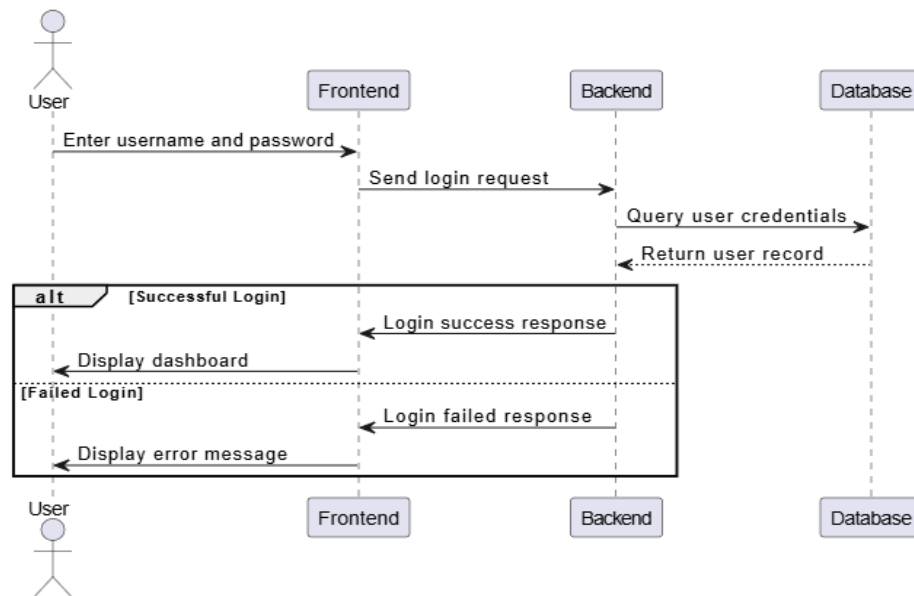 User
Frontend
Backend
Database
Enter username and password
Send login request
Query user credentials
Return user record
alt [Successful Login]
Login success response
Display dashboard
[Failed Login]
Login failed response
Display error message
User
Frontend
Backend
Database